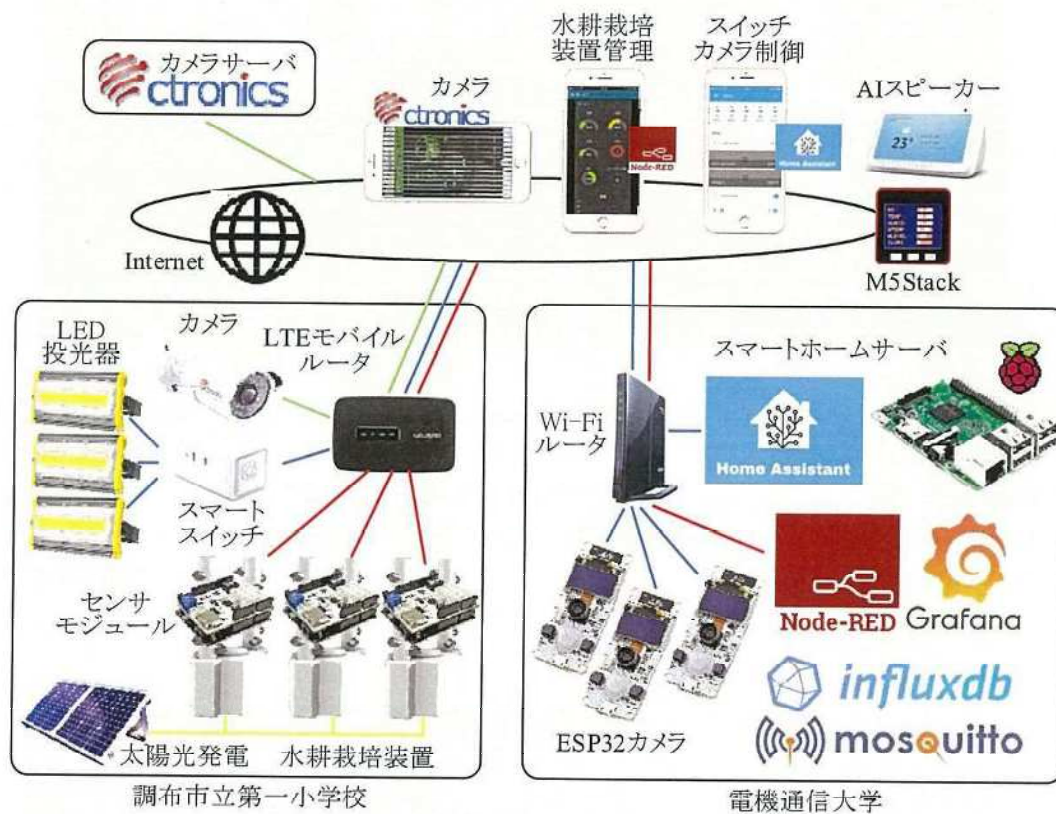 カメラサーバ
ctronics
カメラ
ctronics
水耕栽培
装置管理
Node-RED
スイッチ
カメラ制御
Home Assistant
AIスピーカー
23°
Internet
M5Stack
LED
投光器
カメラ
LTEモバイル
ルータ
スマート
スイッチ
センサ
モジュール
太陽光発電
水耕栽培装置
調布市立第一小学校
スマートホームサーバ
Wi-Fi
ルータ
Home Assistant
Node-RED
Grafana
influxdb
mosquitto
ESP32カメラ
電機通信大学